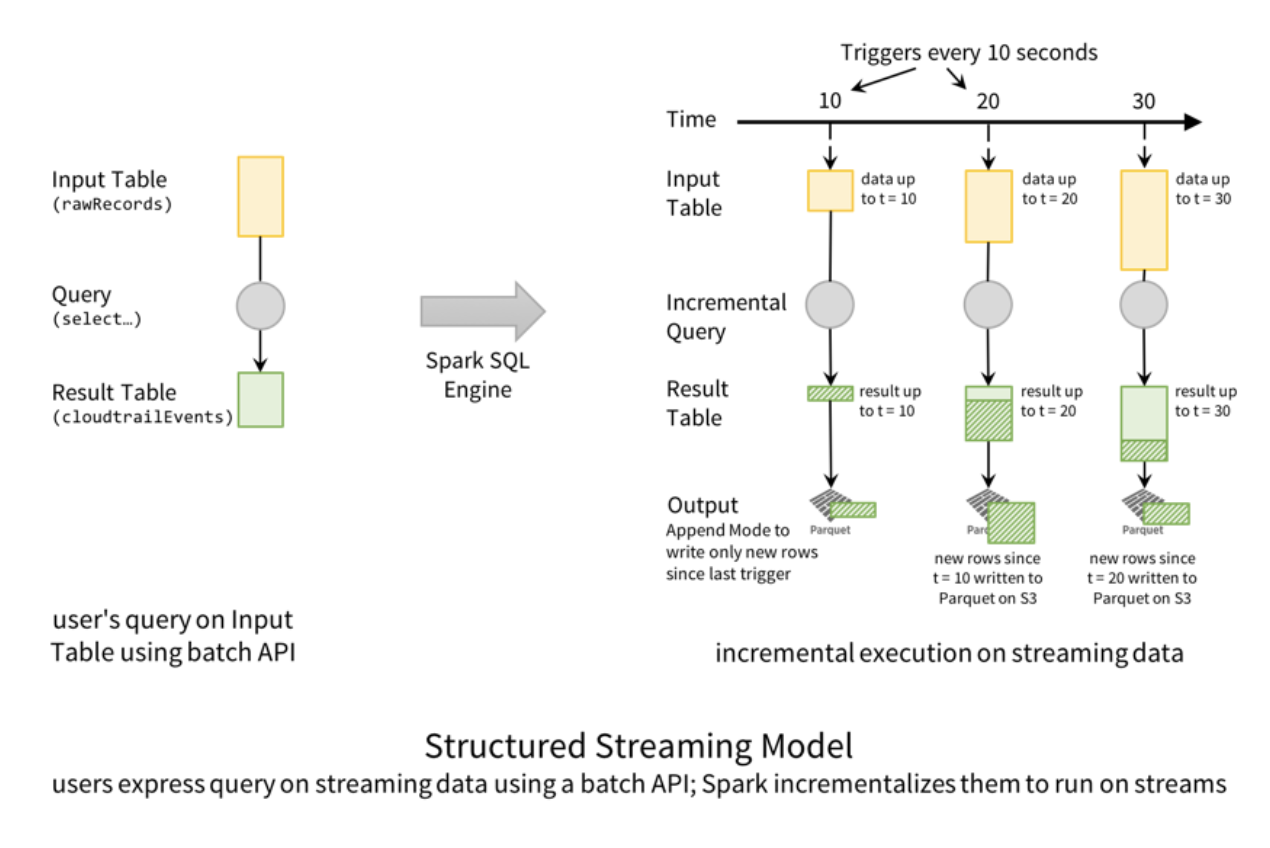 Triggers every 10 seconds
Time
10
20
30
Input Table
(rawRecords)
Query
(select…)
Result Table
(cloudtrailEvents)
Spark SQL
Engine
Input
Table
data up
to t = 10
data up
to t = 20
data up
to t = 30
Incremental
Query
Result
Table
result up
to t = 10
result up
to t = 20
result up
to t = 30
Output
Append Mode to
write only new rows
since last trigger
Parquet
Parq
Parquet
new rows since
t = 10 written to
Parquet on S3
new rows since
t = 20 written to
Parquet on S3
user's query on Input
Table using batch API
incremental execution on streaming data
Structured Streaming Model
users express query on streaming data using a batch API; Spark incrementalizes them to run on streams